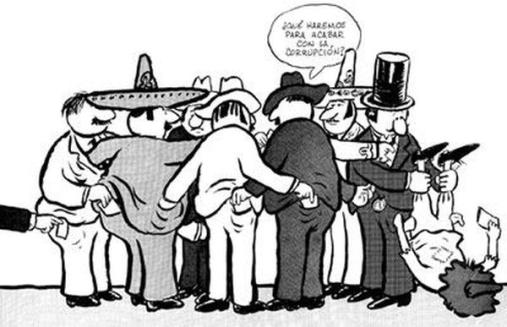 ¿QUÉ HAREMOS
PARA ACABAR
CON LA
CORRUPCIÓN?